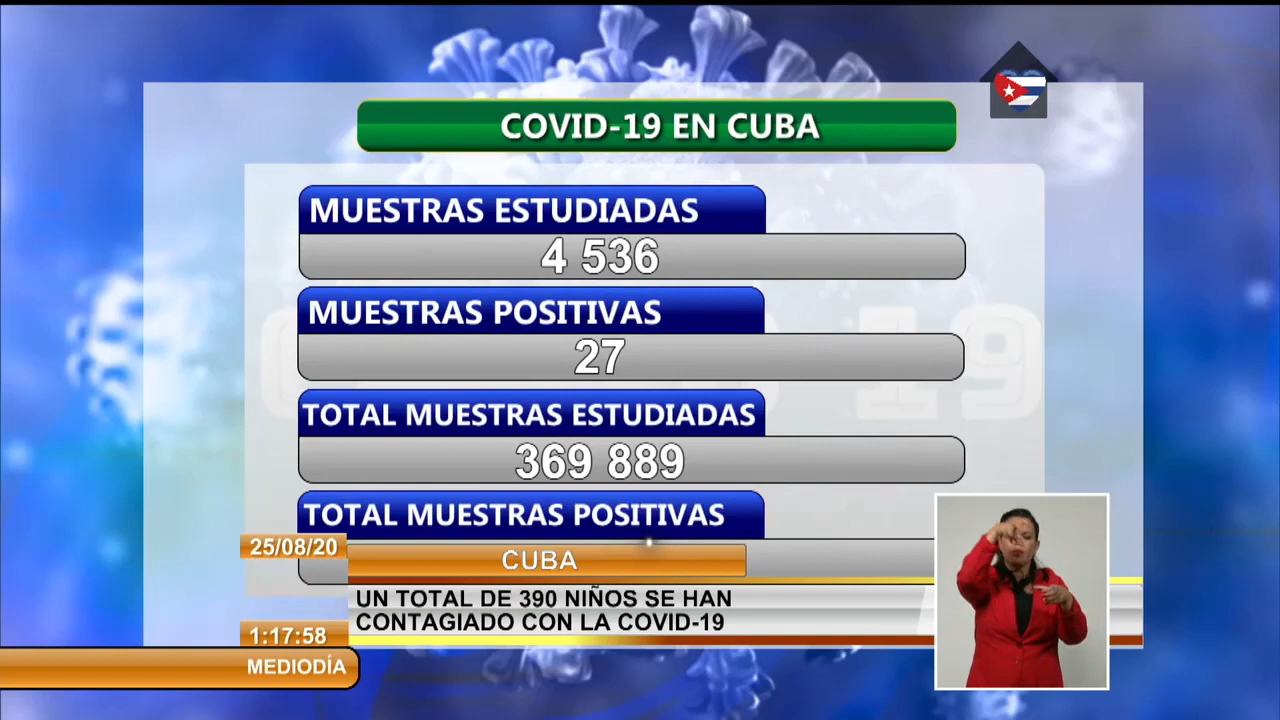 COVID-19 EN CUBA
MUESTRAS ESTUDIADAS
4 536
MUESTRAS POSITIVAS
27
TOTAL MUESTRAS ESTUDIADAS
369 889
TOTAL MUESTRAS POSITIVAS
25/08/20
CUBA
UN TOTAL DE 390 NIÑOS SE HAN
CONTAGIADO CON LA COVID-19
1:17:58
MEDIODÍA